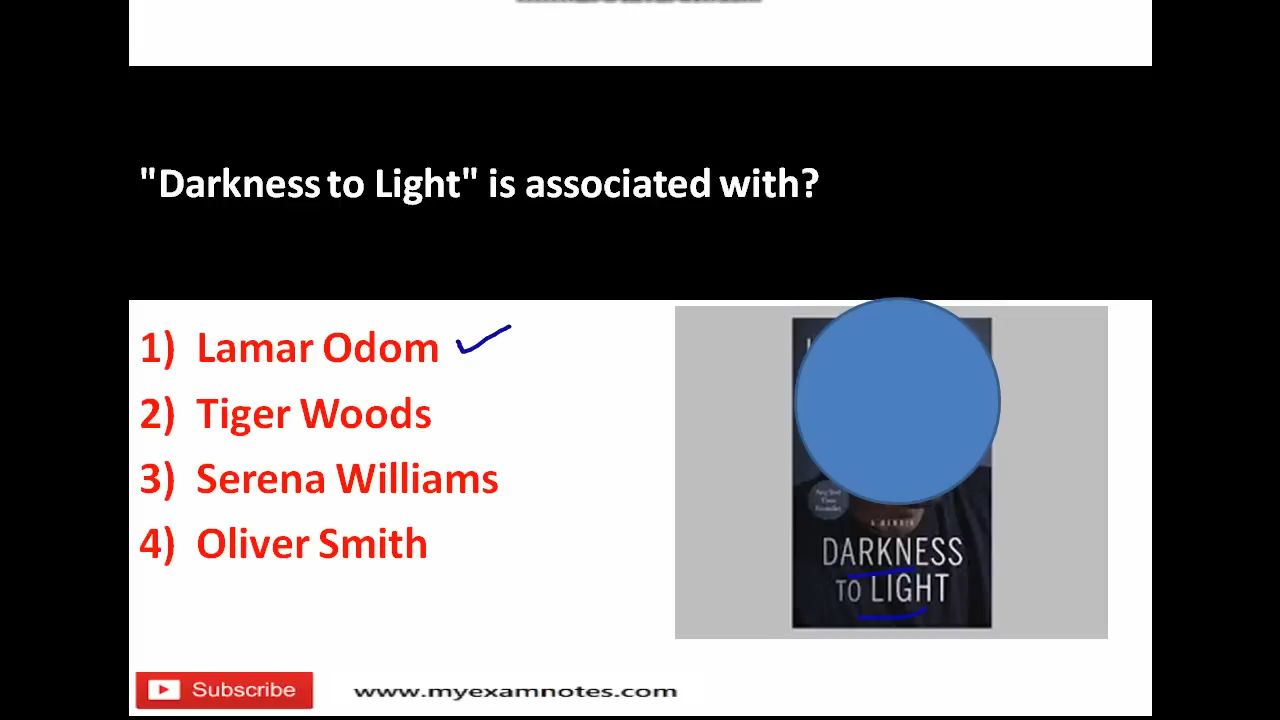 "Darkness to Light" is associated with?
1) Lamar Odom
2) Tiger Woods
3) Serena Williams
4) Oliver Smith
A MEMOIR
DARKNESS
TO LIGHT
Subscribe
www.myexamnotes.com